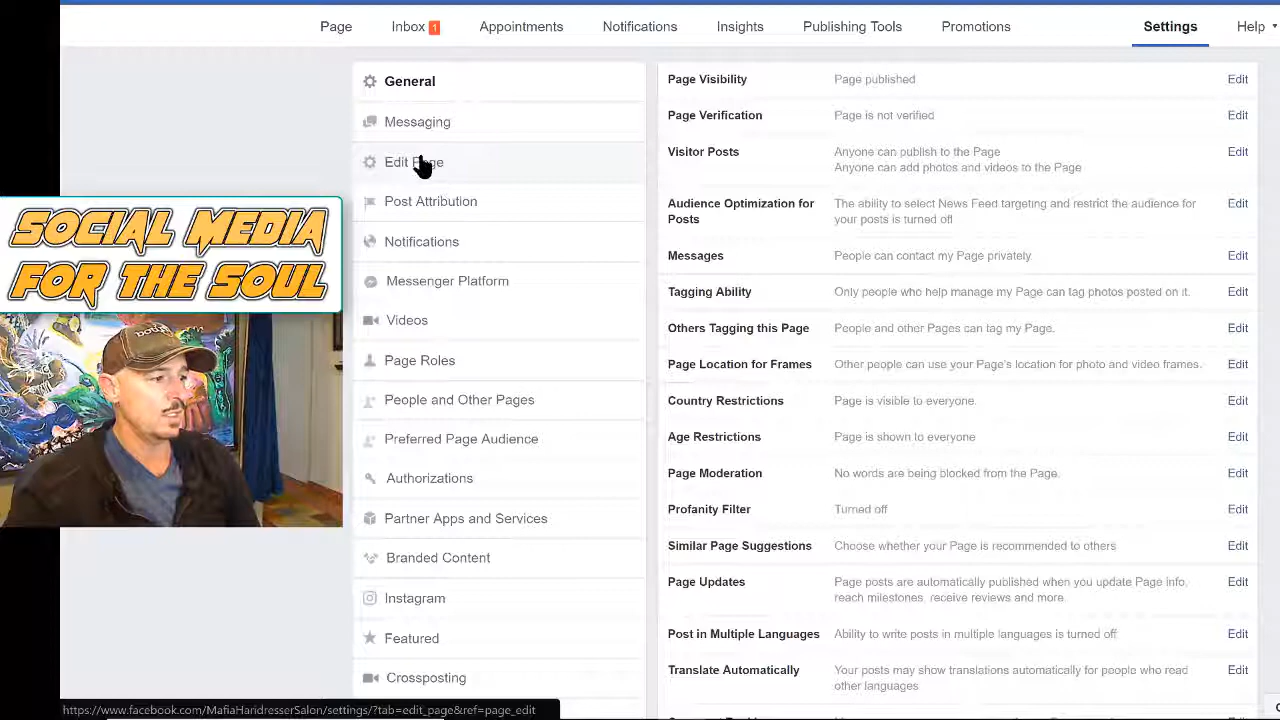 Page Inbox 1 Appointments Notifications Insights Publishing Tools Promotions Settings Help
General
Messaging
Edit Page
Post Attribution
Notifications
Messenger Platform
Videos
Page Roles
People and Other Pages
Preferred Page Audience
Authorizations
Partner Apps and Services
Branded Content
Instagram
Featured
Crossposting
Page Visibility Page published Edit
Page Verification Page is not verified Edit
Visitor Posts Anyone can publish to the Page Edit
Anyone can add photos and videos to the Page
Audience Optimization for The ability to select News Feed targeting and restrict the audience for Edit
Posts your posts is turned off
Messages People can contact my Page privately. Edit
Tagging Ability Only people who help manage my Page can tag photos posted on it. Edit
Others Tagging this Page People and other Pages can tag my Page. Edit
Page Location for Frames Other people can use your Page's location for photo and video frames. Edit
Country Restrictions Page is visible to everyone. Edit
Age Restrictions Page is shown to everyone Edit
Page Moderation No words are being blocked from the Page. Edit
Profanity Filter Turned off Edit
Similar Page Suggestions Choose whether your Page is recommended to others Edit
Page Updates Page posts are automatically published when you update Page info, Edit
reach milestones, receive reviews and more.
Post in Multiple Languages Ability to write posts in multiple languages is turned off Edit
Translate Automatically Your posts may show translations automatically for people who read Edit
other languages
SOCIAL MEDIA
FOR THE SOUL
https://www.facebook.com/MafiaHairdresserSalon/settings/?tab=edit_page&ref=page_edit